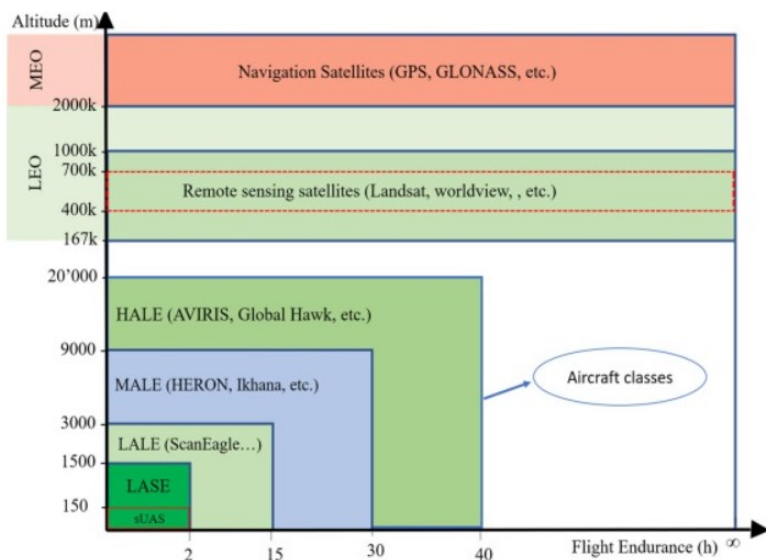 Altitude (m)
MEO
Navigation Satellites (GPS, GLONASS, etc.)
2000k
LEO
1000k
700k
Remote sensing satellites (Landsat, worldview, , etc.)
400k
167k
20’000
HALE (AVIRIS, Global Hawk, etc.)
9000
Aircraft classes
MALE (HERON, Ikhana, etc.)
3000
LALE (ScanEagle…)
1500
LASE
150
sUAS
2
15
30
40
Flight Endurance (h)
∞